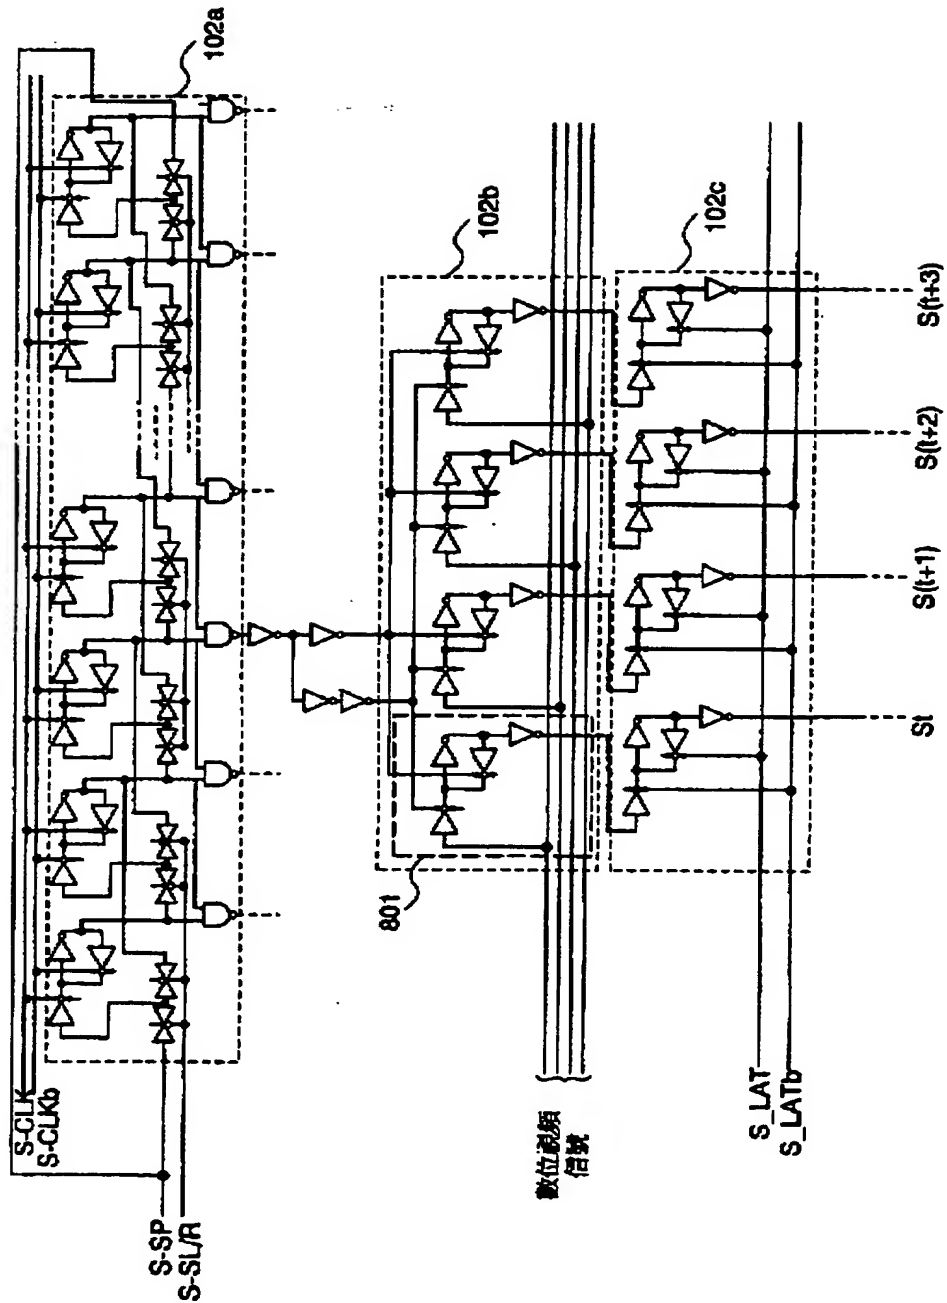 S-CLK
S-CLKb
S-SP
S-SL/R
102a
102b
801
數位視頻
信號
102c
S_LAT
S_LATb
St
S(t+1)
S(t+2)
S(t+3)